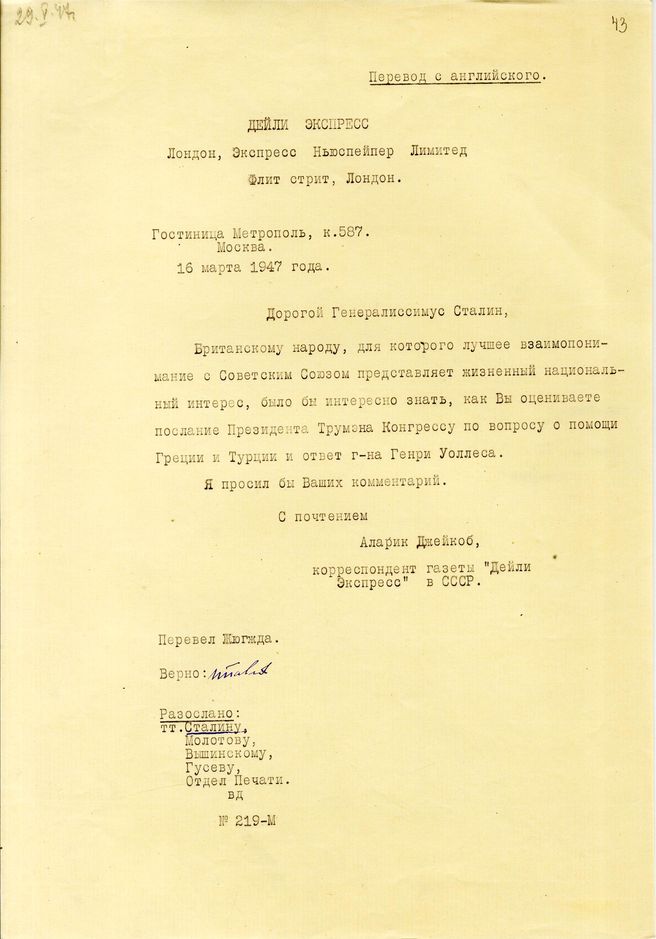 43
Перевод с английского.
ДЕЙЛИ ЭКСПРЕСС
Лондон, Экспресс Ньюспейпер Лимитед
Флит стрит, Лондон.
Гостиница Метрополь, к.587.
Москва.
16 марта 1947 года.
Дорогой Генералиссимус Сталин,
Британскому народу, для которого лучшее взаимопони-
мание с Советским Союзом представляет жизненный националь-
ный интерес, было бы интересно знать, как Вы оцениваете
послание Президента Трумэна Конгрессу по вопросу о помощи
Греции и Турции и ответ г-на Генри Уоллеса.
Я просил бы Ваших комментарий.
С почтением
Аларик Джейкоб,
корреспондент газеты "Дейли
Экспресс" в СССР.
Перевел Жюгжда.
Верно:
Разослано:
тт.Сталину,
Молотову,
Вышинскому,
Гусеву,
Отдел Печати.
вд
№ 219-М